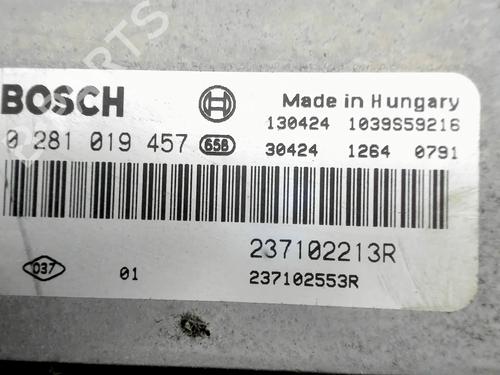 BOSCH
Made in Hungary
130424 1039S59216
0 281 019 457 658 30424 1264 0791
237102213R
037 01 237102553R